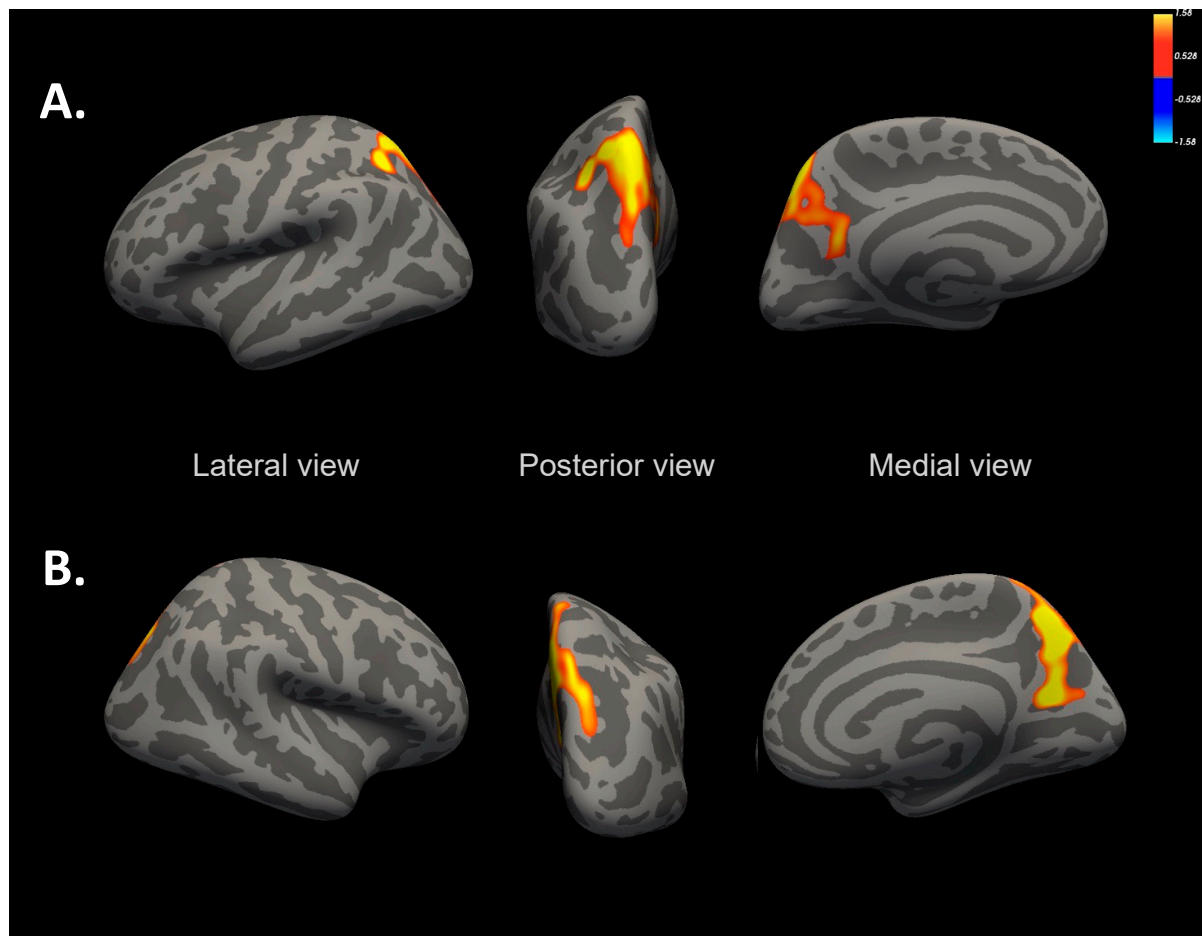 1.58
0.528
-0.528
-1.58
A.
Lateral view
Posterior view
Medial view
B.